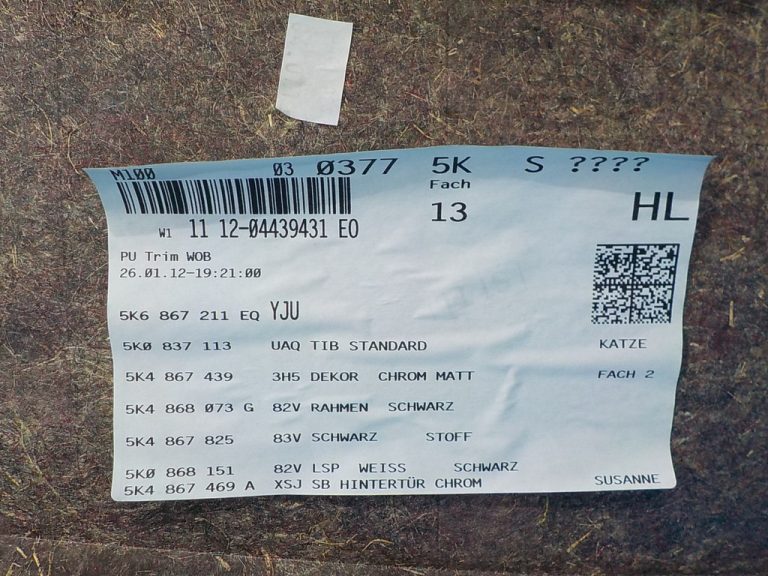 M100 03 0377 5K S ????
Fach
13 HL
W1 11 12-04439431 EO
PU Trim WOB
26.01.12-19:21:00
5K6 867 211 EQ YJU
5K0 837 113 UAQ TIB STANDARD KATZE
5K4 867 439 3H5 DEKOR CHROM MATT FACH 2
5K4 868 073 G 82V RAHMEN SCHWARZ
5K4 867 825 83V SCHWARZ STOFF
5K0 868 151 82V LSP WEISS SCHWARZ
5K4 867 469 A XSJ SB HINTERTÜR CHROM SUSANNE